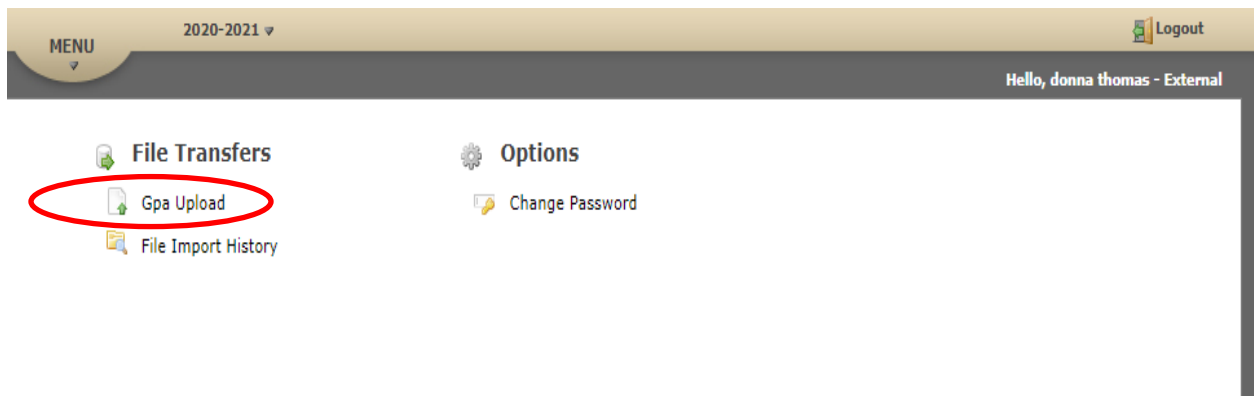 2020-2021
Logout
MENU
Hello, donna thomas - External
File Transfers
Options
Gpa Upload
Change Password
File Import History